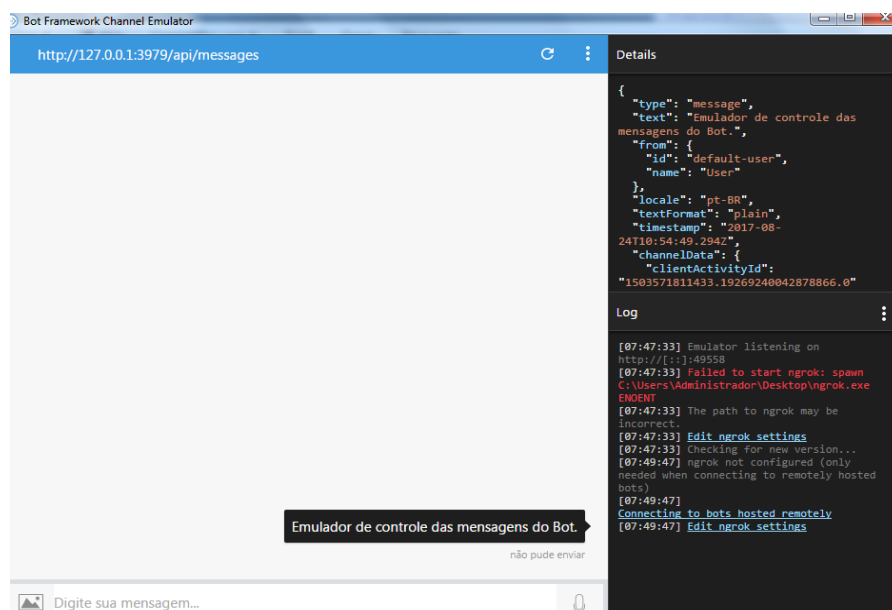 Bot Framework Channel Emulator
http://127.0.0.1:3979/api/messages
Emulador de controle das mensagens do Bot.
não pude enviar
Digite sua mensagem...
Details
{
"type": "message",
"text": "Emulador de controle das
mensagens do Bot.",
"from": {
"id": "default-user",
"name": "User"
},
"locale": "pt-BR",
"textFormat": "plain",
"timestamp": "2017-08-
24T10:54:49.294Z",
"channelData": {
"clientActivityId":
"1503571811433.19269240042878866.0"
Log
[07:47:33] Emulator listening on
http://[::]:49558
[07:47:33] Failed to start ngrok: spawn
C:\Users\Administrador\Desktop\ngrok.exe
ENOENT
[07:47:33] The path to ngrok may be
incorrect.
[07:47:33] Edit ngrok settings
[07:47:33] Checking for new version...
[07:49:47] ngrok not configured (only
needed when connecting to remotely hosted
bots)
[07:49:47]
Connecting to bots hosted remotely
[07:49:47] Edit ngrok settings